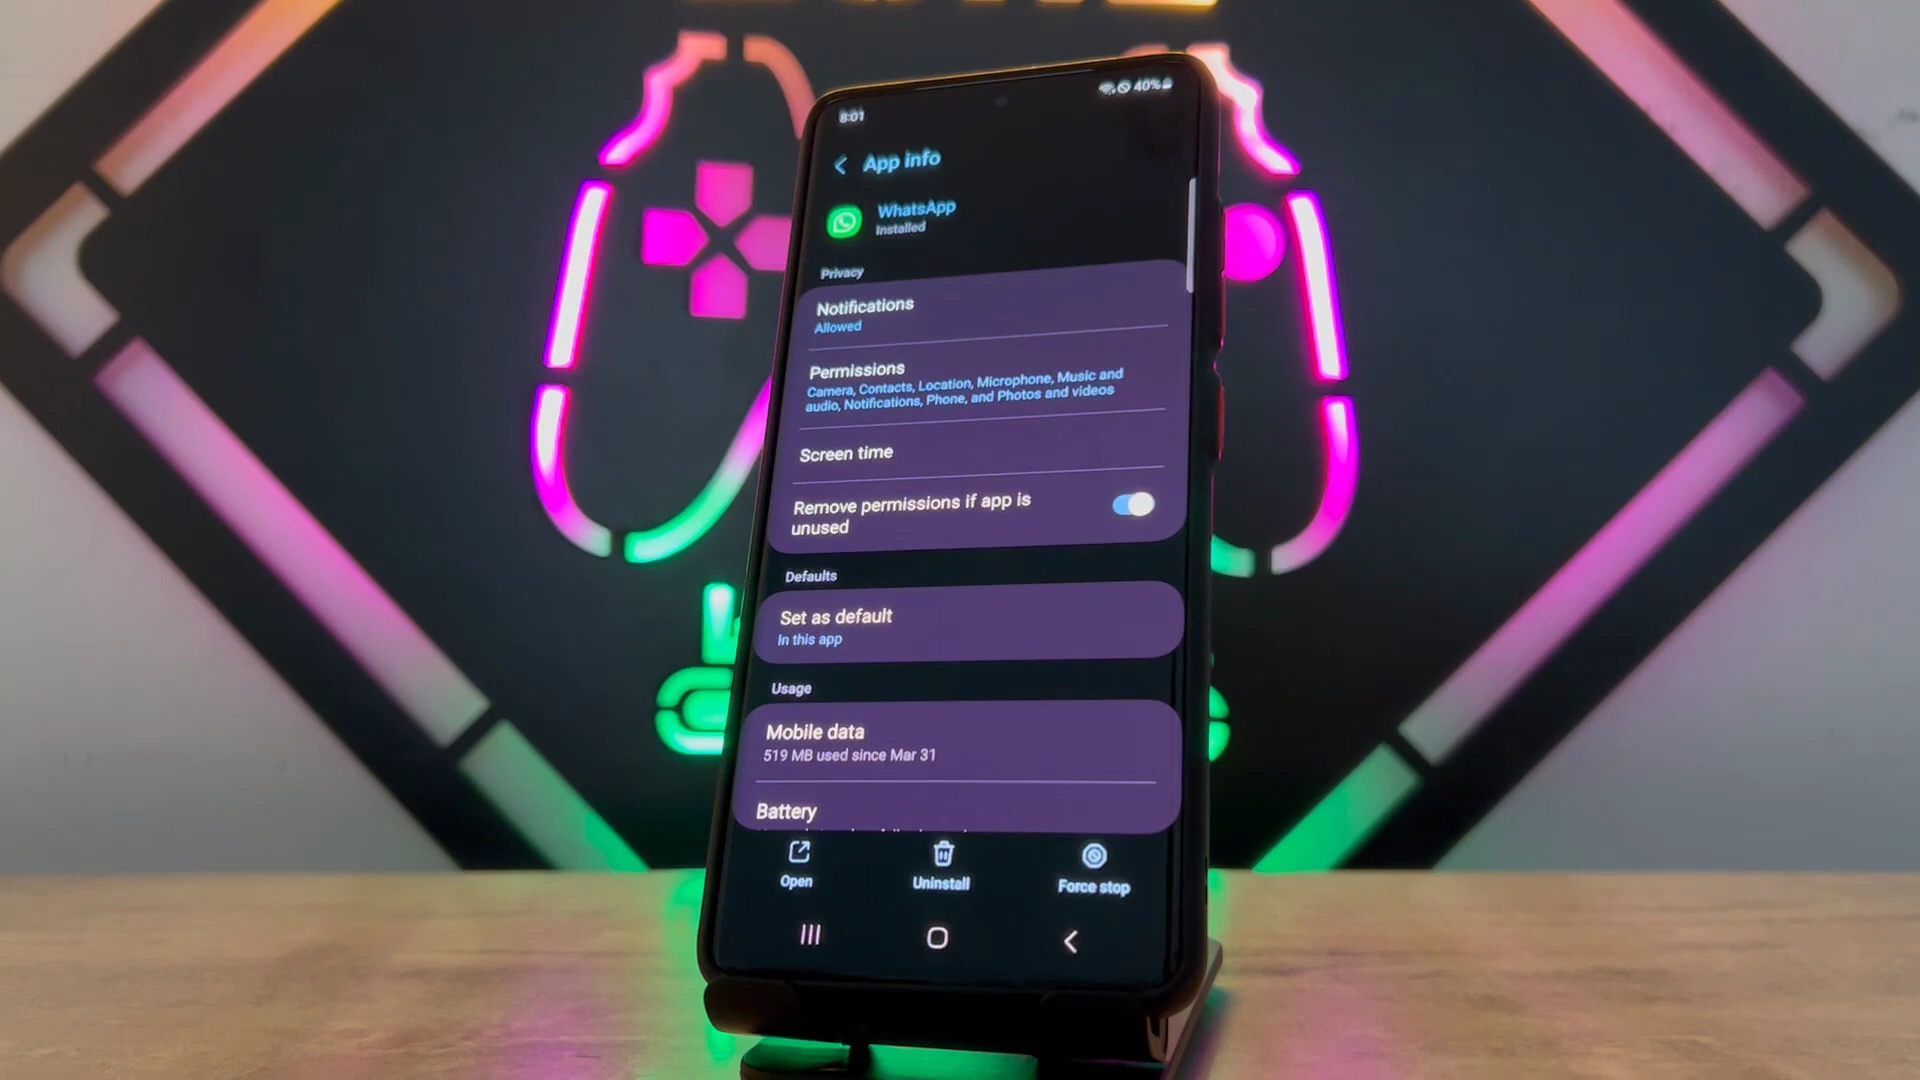 8:01
40%
App info
WhatsApp
Installed
Privacy
Notifications
Allowed
Permissions
Camera, Contacts, Location, Microphone, Music and
audio, Notifications, Phone, and Photos and videos
Screen time
Remove permissions if app is
unused
Defaults
Set as default
In this app
Usage
Mobile data
519 MB used since Mar 31
Battery
Open
Uninstall
Force stop